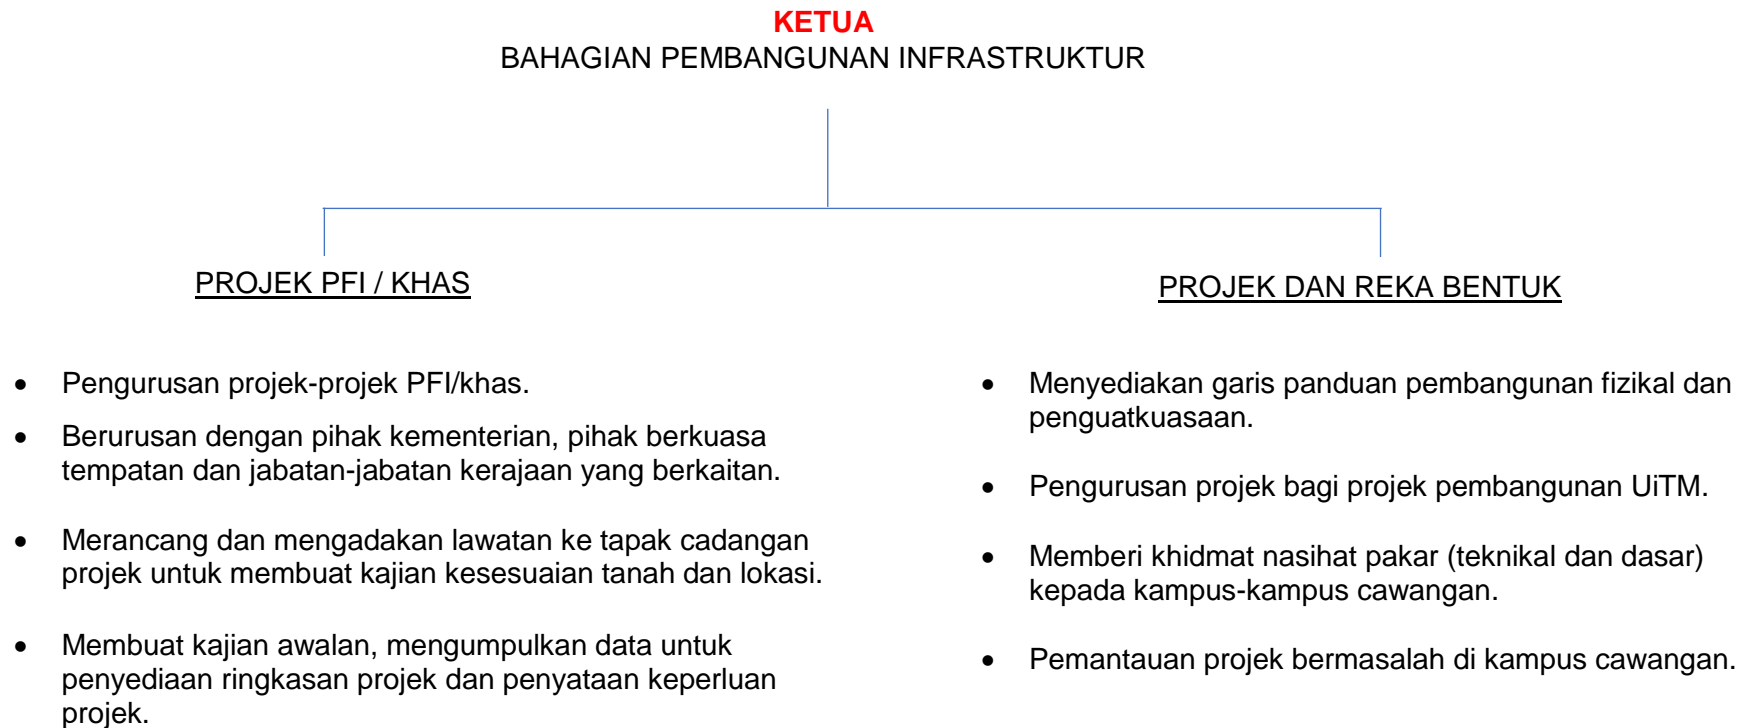 KETUA
BAHAGIAN PEMBANGUNAN INFRASTRUKTUR
PROJEK PFI / KHAS
• Pengurusan projek-projek PFI/khas.
• Berurusan dengan pihak kementerian, pihak berkuasa
tempatan dan jabatan-jabatan kerajaan yang berkaitan.
• Merancang dan mengadakan lawatan ke tapak cadangan
projek untuk membuat kajian kesesuaian tanah dan lokasi.
• Membuat kajian awalan, mengumpulkan data untuk
penyediaan ringkasan projek dan penyataan keperluan
projek.
PROJEK DAN REKA BENTUK
• Menyediakan garis panduan pembangunan fizikal dan
penguatkuasaan.
• Pengurusan projek bagi projek pembangunan UiTM.
• Memberi khidmat nasihat pakar (teknikal dan dasar)
kepada kampus-kampus cawangan.
• Pemantauan projek bermasalah di kampus cawangan.